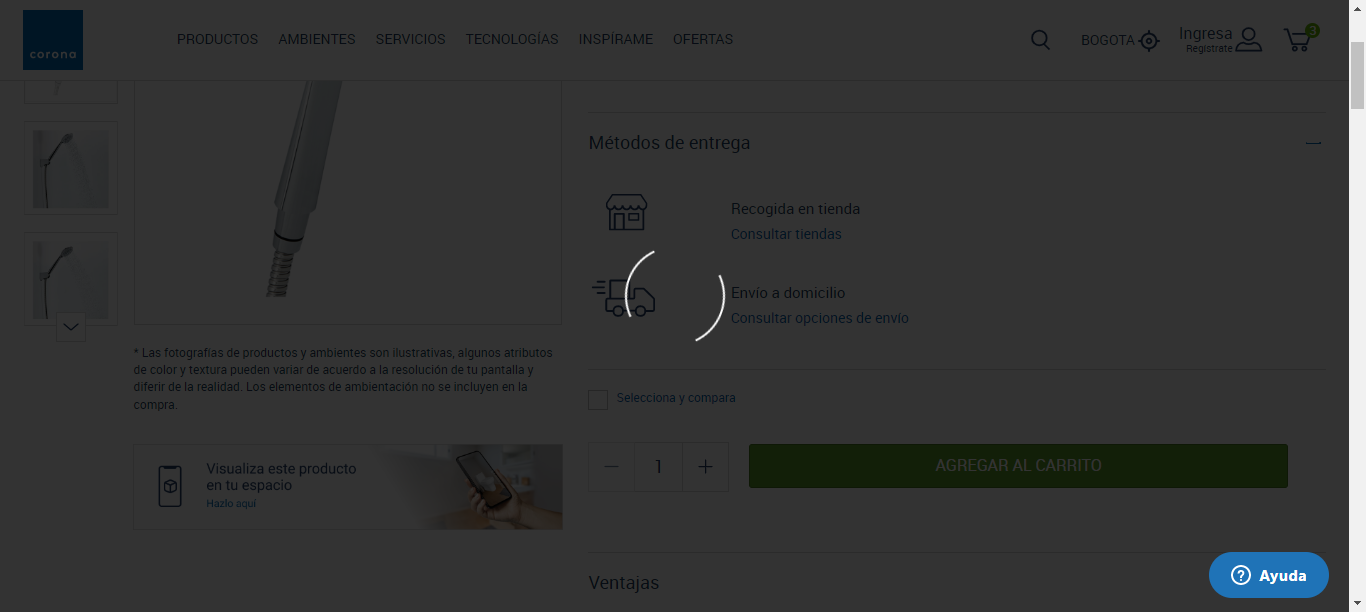 corona
PRODUCTOS AMBIENTES SERVICIOS TECNOLOGÍAS INSPÍRAME OFERTAS
BOGOTA
Ingresa
Regístrate
3
Métodos de entrega
Recogida en tienda
Consultar tiendas
Envío a domicilio
Consultar opciones de envío
* Las fotografías de productos y ambientes son ilustrativas, algunos atributos
de color y textura pueden variar de acuerdo a la resolución de tu pantalla y
diferir de la realidad. Los elementos de ambientación no se incluyen en la
compra.
Selecciona y compara
1
AGREGAR AL CARRITO
Visualiza este producto
en tu espacio
Hazlo aquí
Ventajas
Ayuda